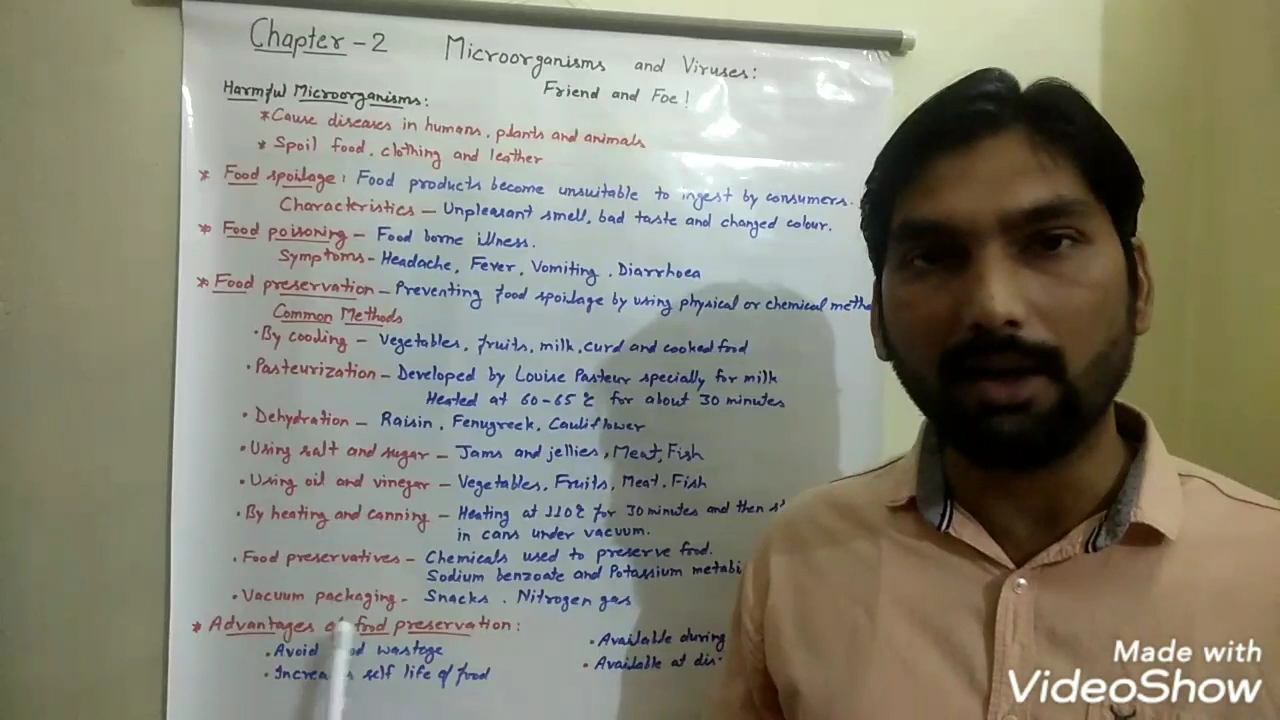 Chapter - 2 Microorganisms and Viruses:
Friend and Foe!
Harmful Microorganisms:
* Cause diseases in humans, plants and animals
* Spoil food, clothing and leather
* Food spoilage: Food products become unsuitable to ingest by consumers.
Characteristics - Unpleasant smell, bad taste and changed colour.
* Food poisoning - Food borne illness.
Symptoms - Headache, Fever, Vomiting, Diarrhoea
* Food preservation - Preventing food spoilage by using physical or chemical
Common Methods
• By cooding - Vegetables, fruits, milk, curd and cooked food
• Pasteurization - Developed by Louise Pasteur specially for milk
Heated at 60-65°C for about 30 minutes
• Dehydration - Raisin, Fenugreek, Cauliflower
• Using salt and sugar - Jams and jellies, Meat, Fish
• Using oil and vinegar - Vegetables, Fruits, Meat, Fish
• By heating and canning - Heating at 110°C for 30 minutes and then
in cans under vacuum.
• Food preservatives - Chemicals used to preserve food.
Sodium benzoate and Potassium
• Vacuum packaging - Snacks. Nitrogen gas
* Advantages of food preservation:
• Avoid wastage
• self life of food
• Available during
• Available at
Made with
VideoShow